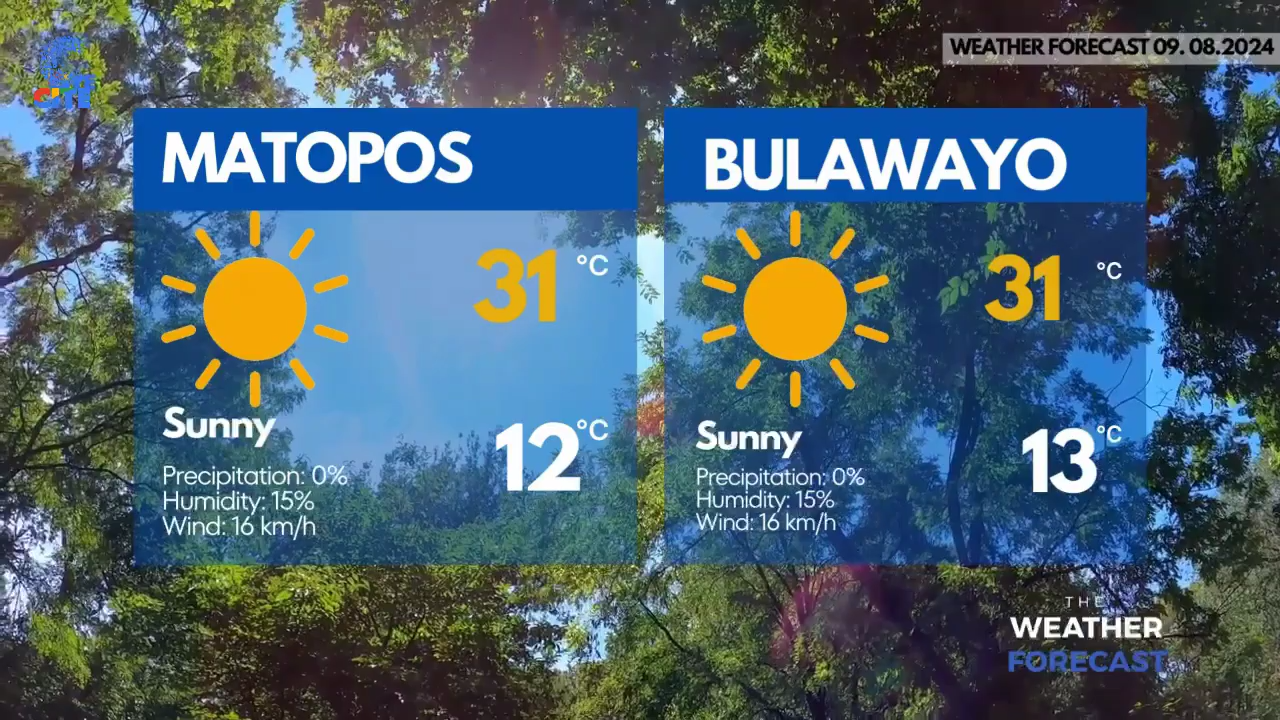 WEATHER FORECAST 09. 08.2024
CITE
MATOPOS
31 °C
Sunny
12 °C
Precipitation: 0%
Humidity: 15%
Wind: 16 km/h
BULAWAYO
31 °C
Sunny
13 °C
Precipitation: 0%
Humidity: 15%
Wind: 16 km/h
THE
WEATHER
FORECAST